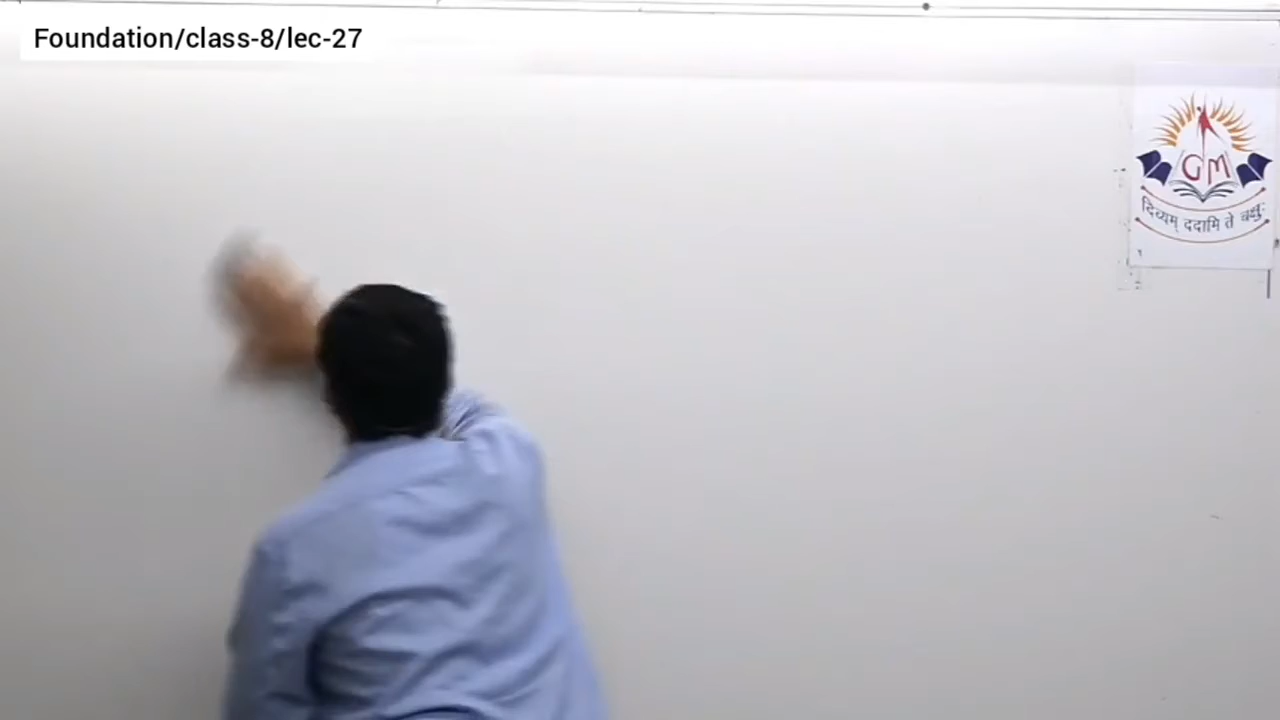 Foundation/class-8/lec-27
GM
दिव्यम् ददामि ते चक्षुः